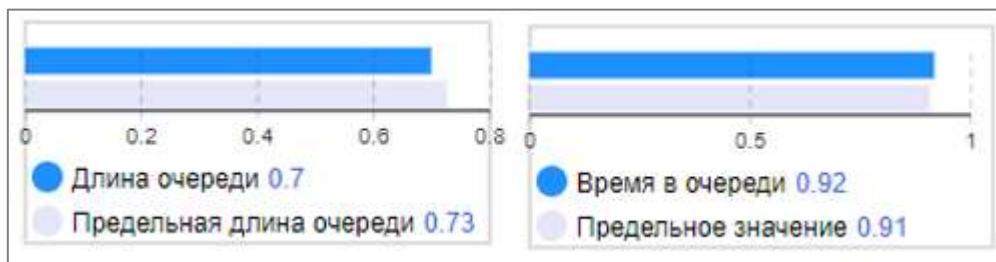 0 0.2 0.4 0.6 0.8
Длина очереди 0.7
Предельная длина очереди 0.73
0 0.5 1
Время в очереди 0.92
Предельное значение 0.91